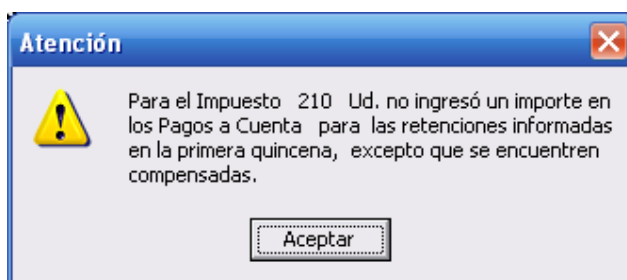 Atención
Para el Impuesto 210 Ud. no ingresó un importe en
los Pagos a Cuenta para las retenciones informadas
en la primera quincena, excepto que se encuentren
compensadas.
Aceptar